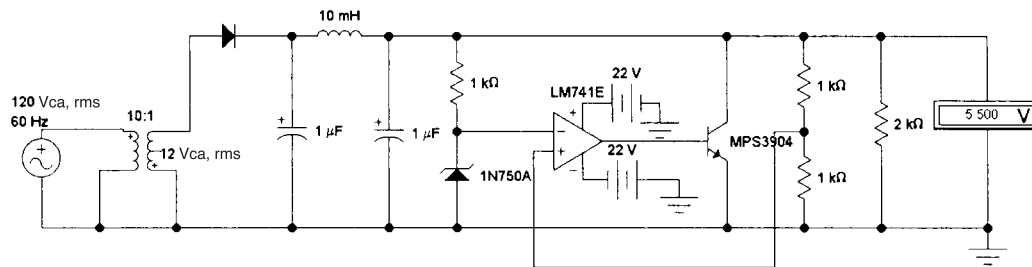 10 mH
120 Vca, rms
60 Hz
10:1
12 Vca, rms
1 µF
1 µF
1 kΩ
1N750A
LM741E
22 V
22 V
MPS3904
1 kΩ
1 kΩ
2 kΩ
5 500 V